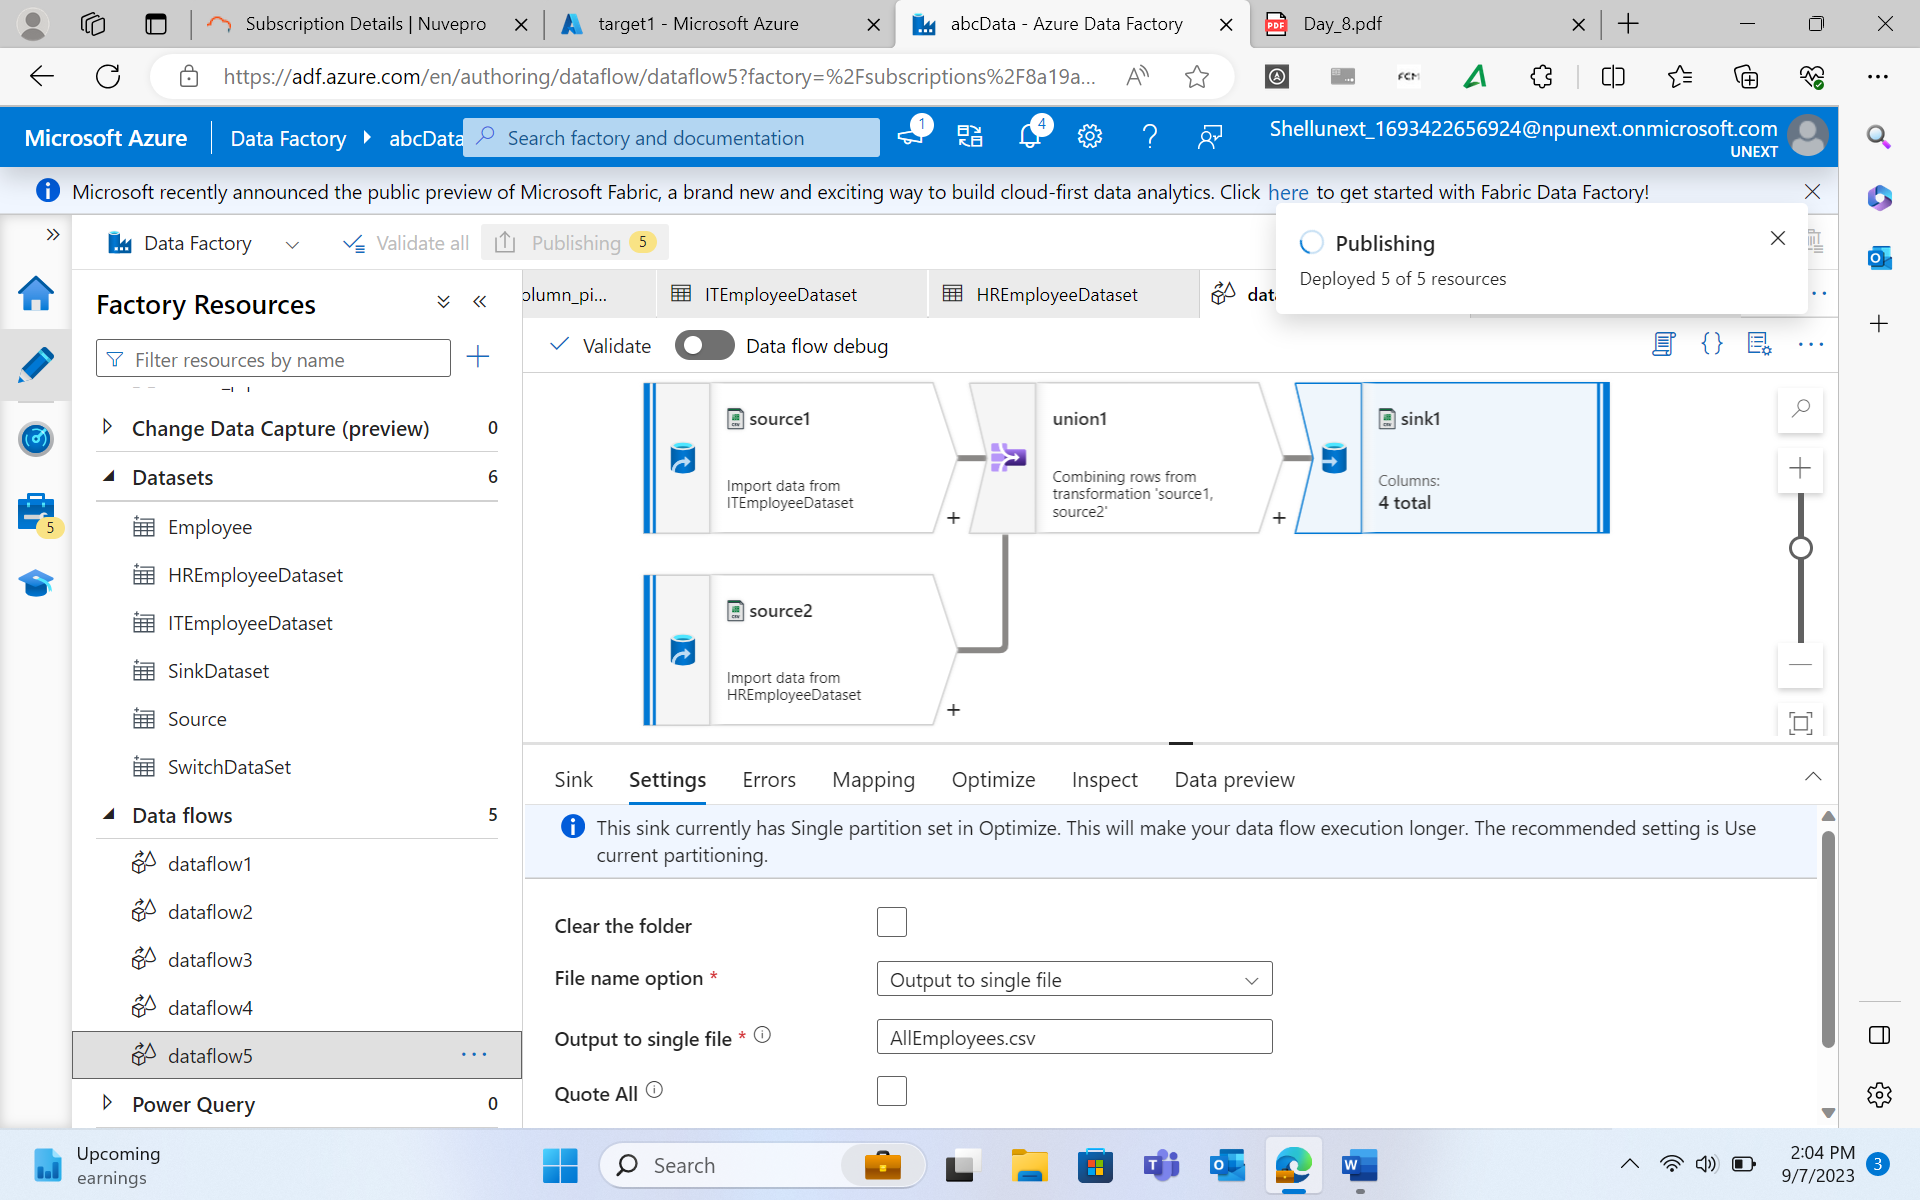 Subscription Details | Nuvepro
target1 - Microsoft Azure
abcData - Azure Data Factory
Day_8.pdf
https://adf.azure.com/en/authoring/dataflow/dataflow5?factory=%2Fsubscriptions%2F8a19a...
Microsoft Azure
Data Factory
abcData
Search factory and documentation
1
4
Shellunext_1693422656924@npunext.onmicrosoft.com
UNEXT
Microsoft recently announced the public preview of Microsoft Fabric, a brand new and exciting way to build cloud-first data analytics. Click here to get started with Fabric Data Factory!
Data Factory
Validate all
Publishing 5
Publishing
Deployed 5 of 5 resources
Factory Resources
olumn_pi...
ITEmployeeDataset
HREmployeeDataset
data
Filter resources by name
Validate
Data flow debug
Change Data Capture (preview) 0
Datasets 6
Employee
HREmployeeDataset
ITEmployeeDataset
SinkDataset
Source
SwitchDataSet
Data flows 5
dataflow1
dataflow2
dataflow3
dataflow4
dataflow5
Power Query 0
5
source1
Import data from
ITEmployeeDataset
union1
Combining rows from
transformation 'source1,
source2'
sink1
Columns:
4 total
source2
Import data from
HREmployeeDataset
Sink
Settings
Errors
Mapping
Optimize
Inspect
Data preview
This sink currently has Single partition set in Optimize. This will make your data flow execution longer. The recommended setting is Use
current partitioning.
Clear the folder
File name option *
Output to single file
Output to single file *
AllEmployees.csv
Quote All
Upcoming
earnings
Search
2:04 PM
9/7/2023
3